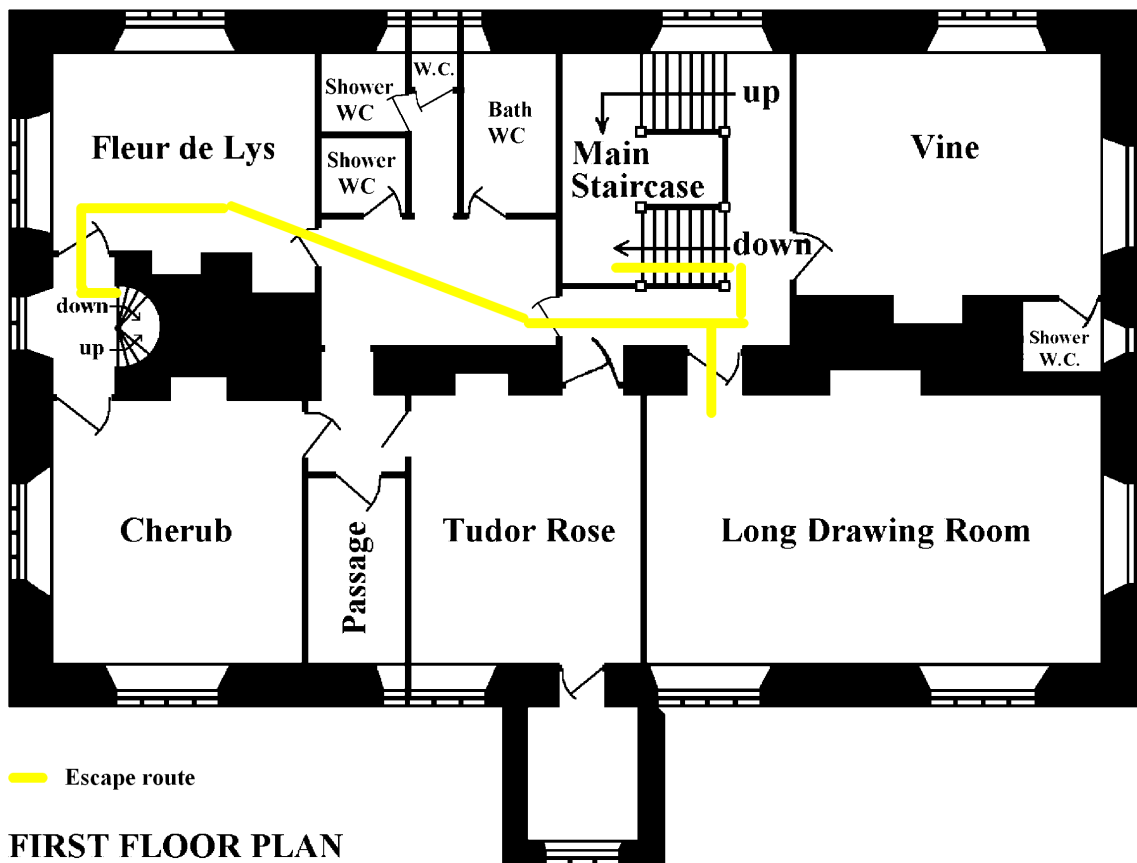 W.C.
Shower
WC
Bath
WC
up
Fleur de Lys
Shower
WC
Main
Staircase
Vine
down
down
up
Shower
W.C.
Cherub
Passage
Tudor Rose
Long Drawing Room
Escape route
FIRST FLOOR PLAN